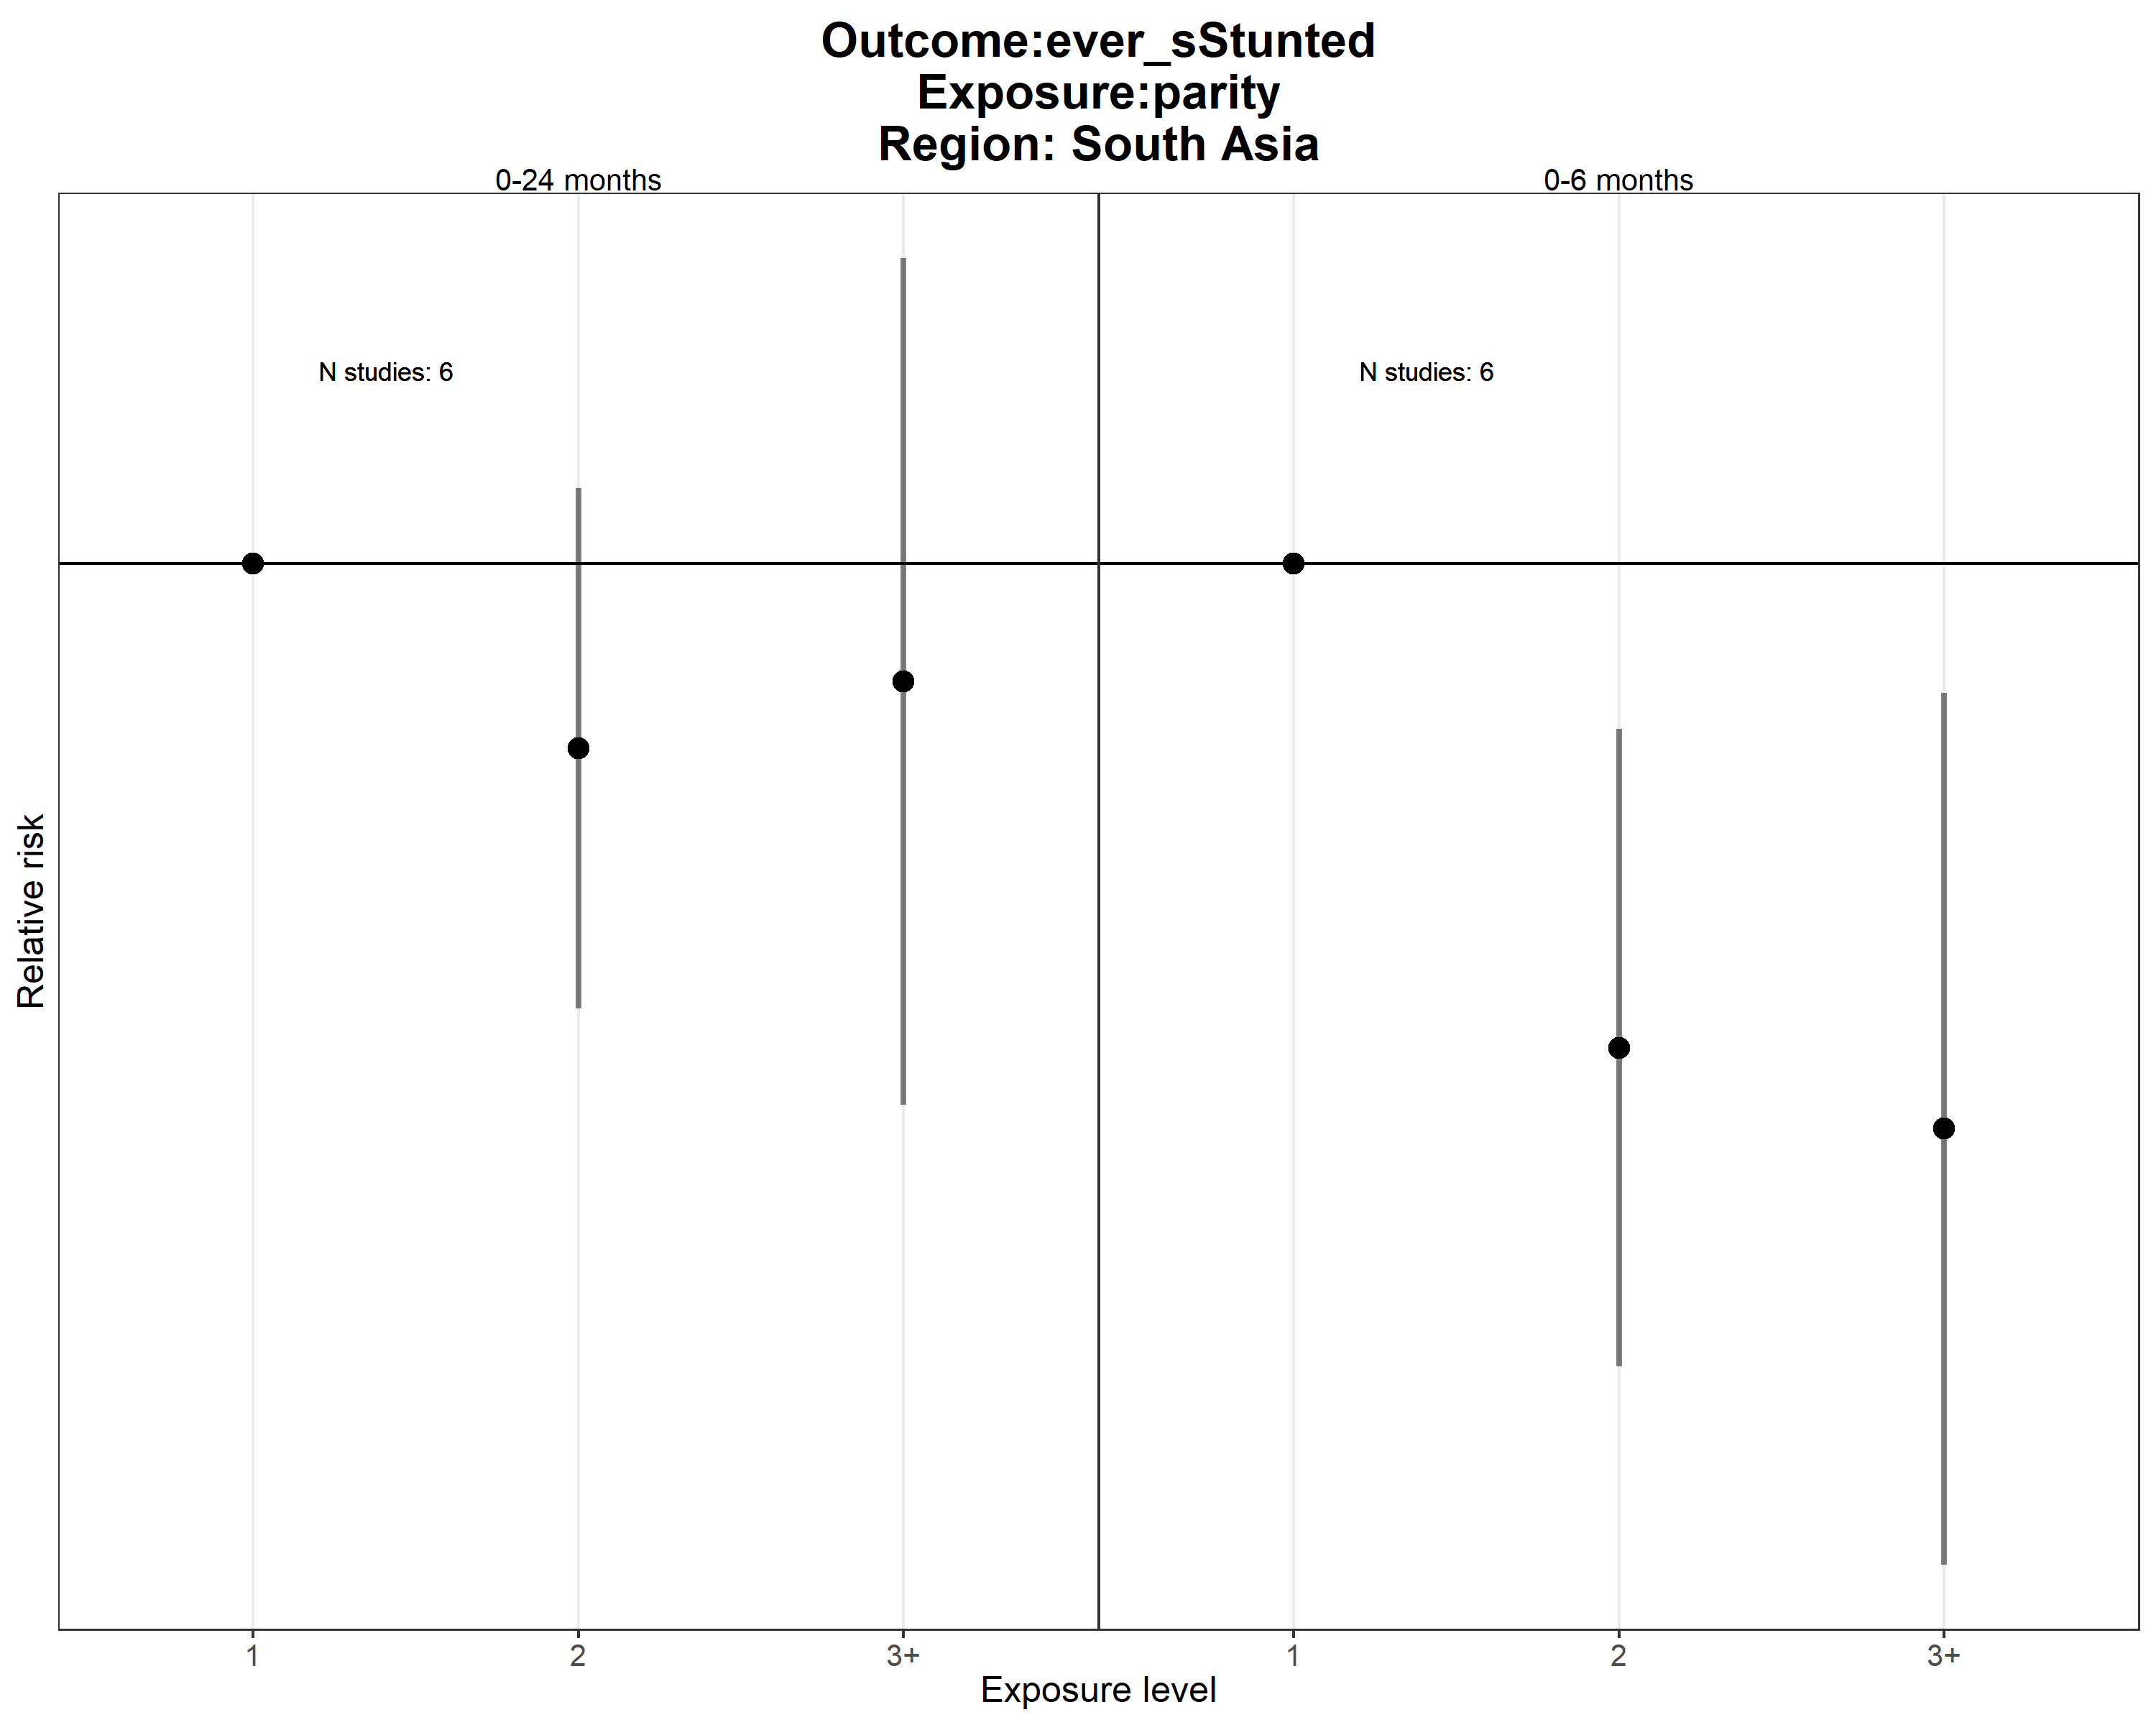 Outcome:ever_sStunted
Exposure:parity
Region: South Asia
0-24 months
0-6 months
N studies: 6
N studies: 6
Relative risk
1
2
3+
1
2
3+
Exposure level